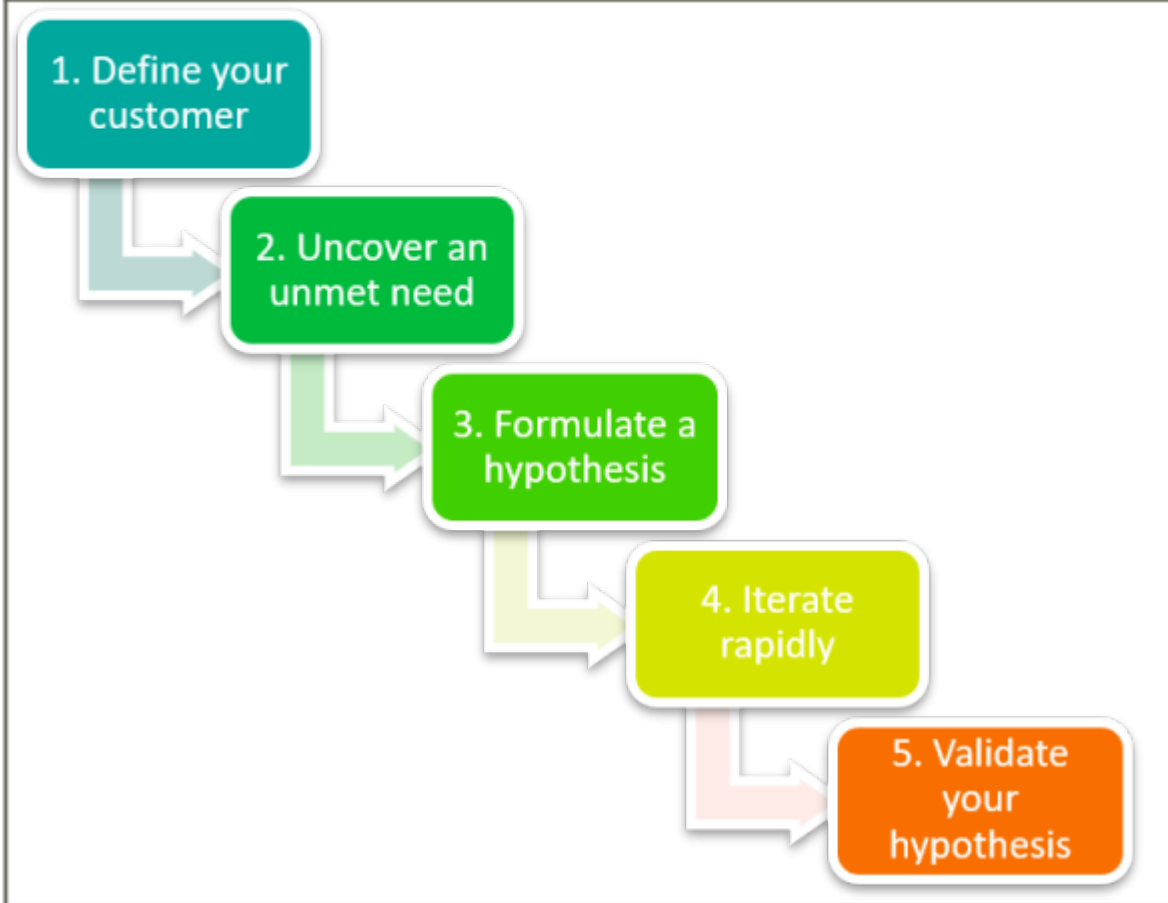 1. Define your
customer
2. Uncover an
unmet need
3. Formulate a
hypothesis
4. Iterate
rapidly
5. Validate
your
hypothesis